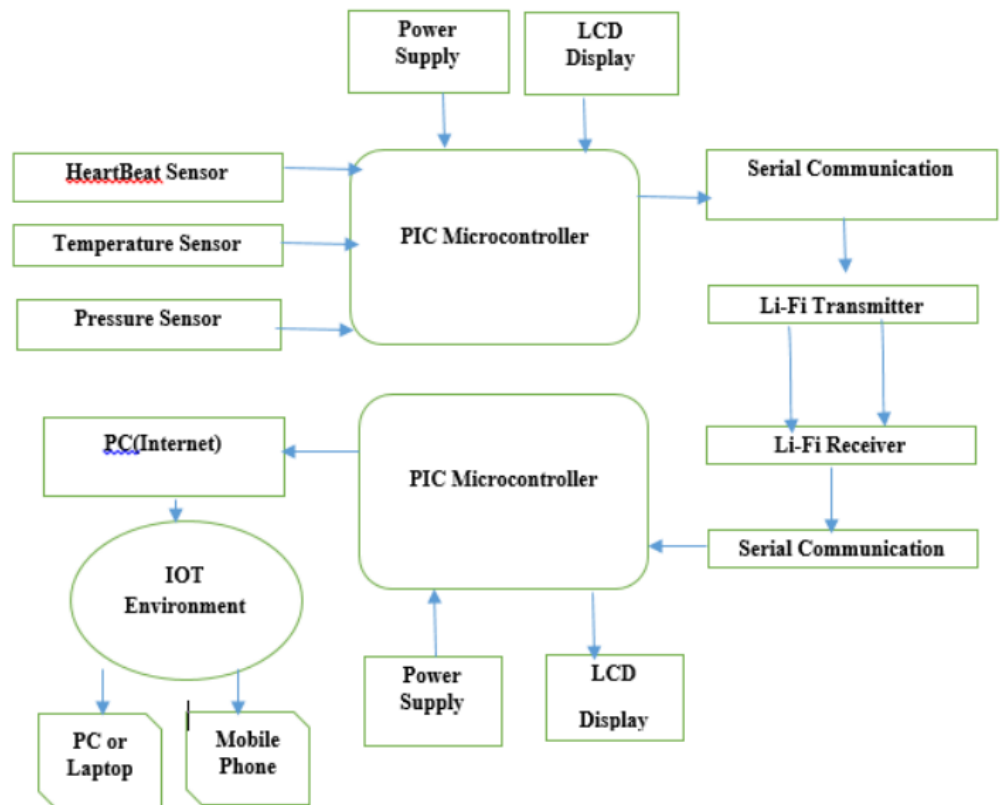 Power
Supply
LCD
Display
HeartBeat Sensor
Temperature Sensor
Pressure Sensor
PIC Microcontroller
Serial Communication
Li-Fi Transmitter
Li-Fi Receiver
Serial Communication
PIC Microcontroller
PC(Internet)
IOT
Environment
Power
Supply
LCD
Display
PC or
Laptop
Mobile
Phone